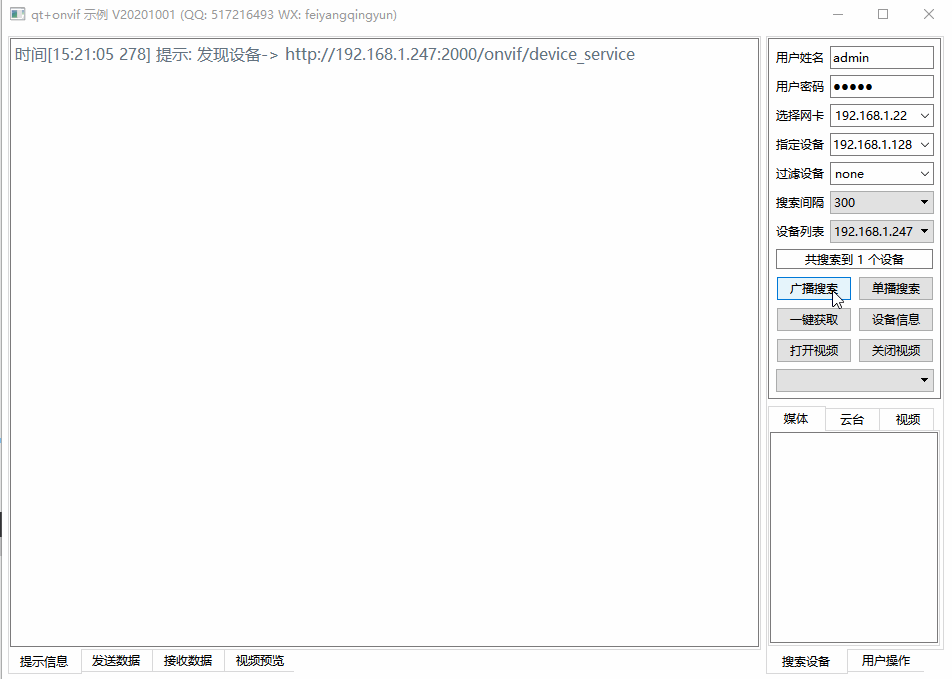 qt+onvif 示例 V20201001 (QQ: 517216493 WX: feiyangqingyun)
时间[15:21:05 278] 提示: 发现设备-> http://192.168.1.247:2000/onvif/device_service
用户姓名 admin
用户密码 ●●●●●
选择网卡 192.168.1.22
指定设备 192.168.1.128
过滤设备 none
搜索间隔 300
设备列表 192.168.1.247
共搜索到 1 个设备
广播搜索 单播搜索
一键获取 设备信息
打开视频 关闭视频
媒体 云台 视频
提示信息 发送数据 接收数据 视频预览
搜索设备 用户操作